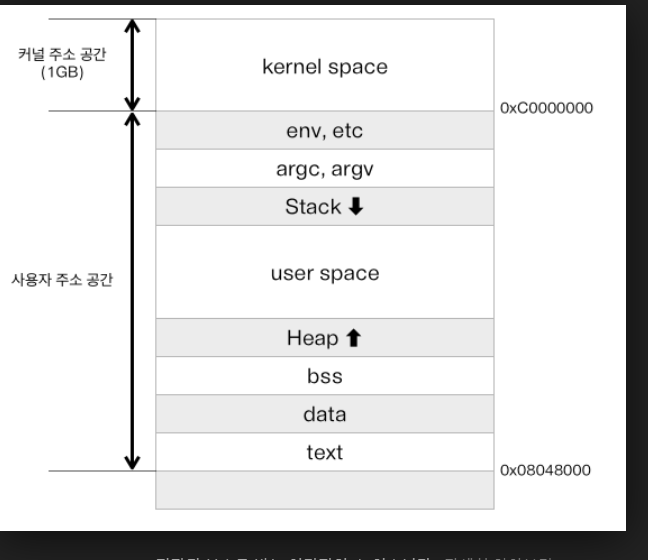 커널 주소 공간
(1GB)
kernel space
0xC0000000
env, etc
argc, argv
Stack
사용자 주소 공간
user space
Heap
bss
data
text
0x08048000